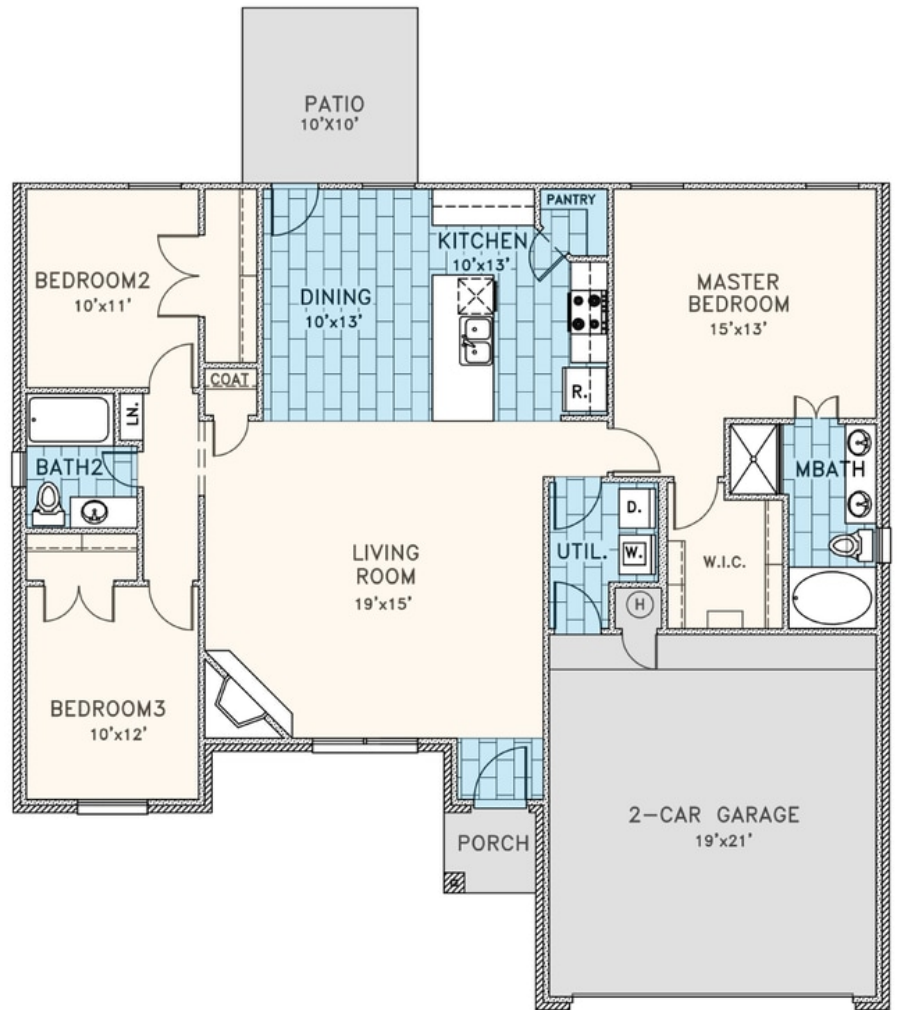 PATIO
10'X10'
PANTRY
KITCHEN
10'x13'
BEDROOM2
10'x11'
DINING
10'x13'
MASTER
BEDROOM
15'x13'
COAT
R.
LN.
BATH2
MBATH
D.
W.
UTIL.
LIVING
ROOM
19'x15'
W.I.C.
H
BEDROOM3
10'x12'
PORCH
2-CAR GARAGE
19'x21'